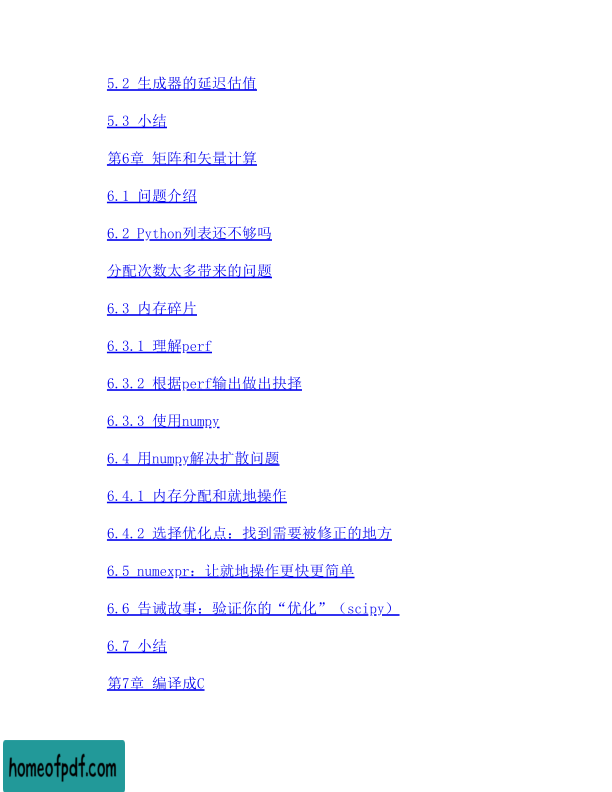 5.2 生成器的延迟估值
5.3 小结
第6章 矩阵和矢量计算
6.1 问题介绍
6.2 Python列表还不够吗
分配次数太多带来的问题
6.3 内存碎片
6.3.1 理解perf
6.3.2 根据perf输出做出抉择
6.3.3 使用numpy
6.4 用numpy解决扩散问题
6.4.1 内存分配和就地操作
6.4.2 选择优化点：找到需要被修正的地方
6.5 numexpr：让就地操作更快更简单
6.6 告诫故事：验证你的“优化”（scipy）
6.7 小结
第7章 编译成C
homeofpdf.com